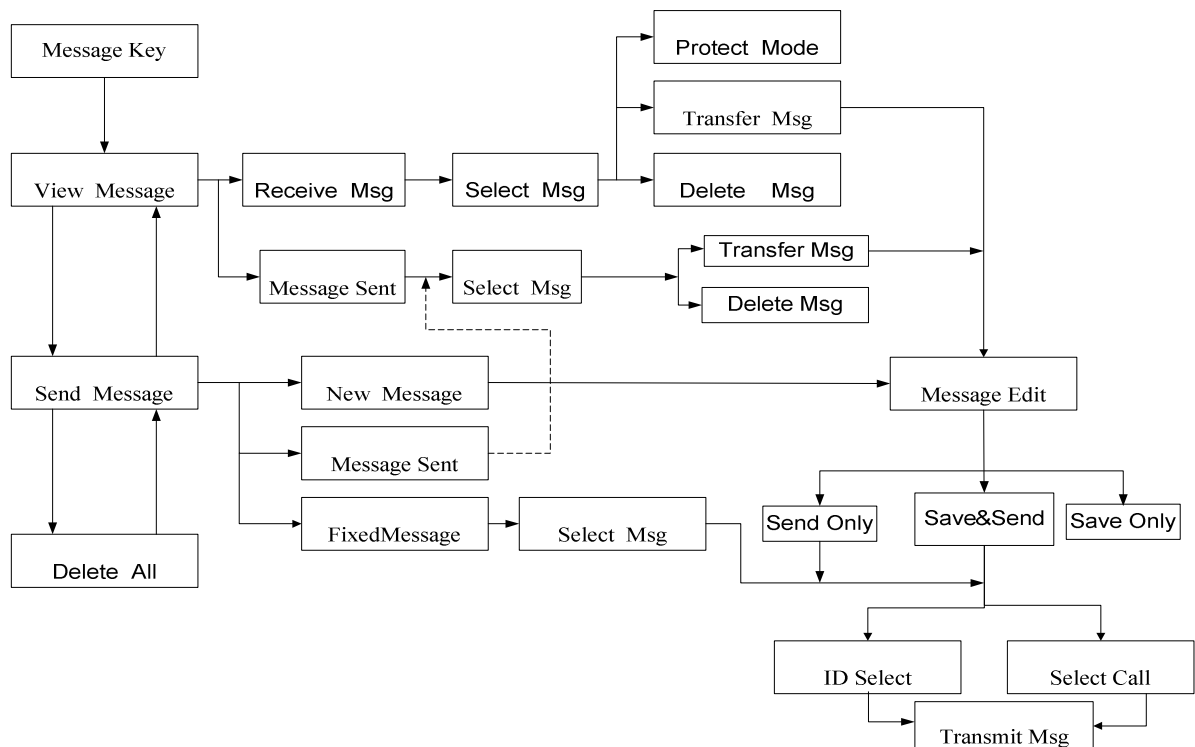 Message Key
Protect Mode
Transfer Msg
View Message
Receive Msg
Select Msg
Delete Msg
Message Sent
Select Msg
Transfer Msg
Delete Msg
Send Message
New Message
Message Edit
Message Sent
FixedMessage
Select Msg
Send Only
Save&Send
Save Only
Delete All
ID Select
Select Call
Transmit Msg